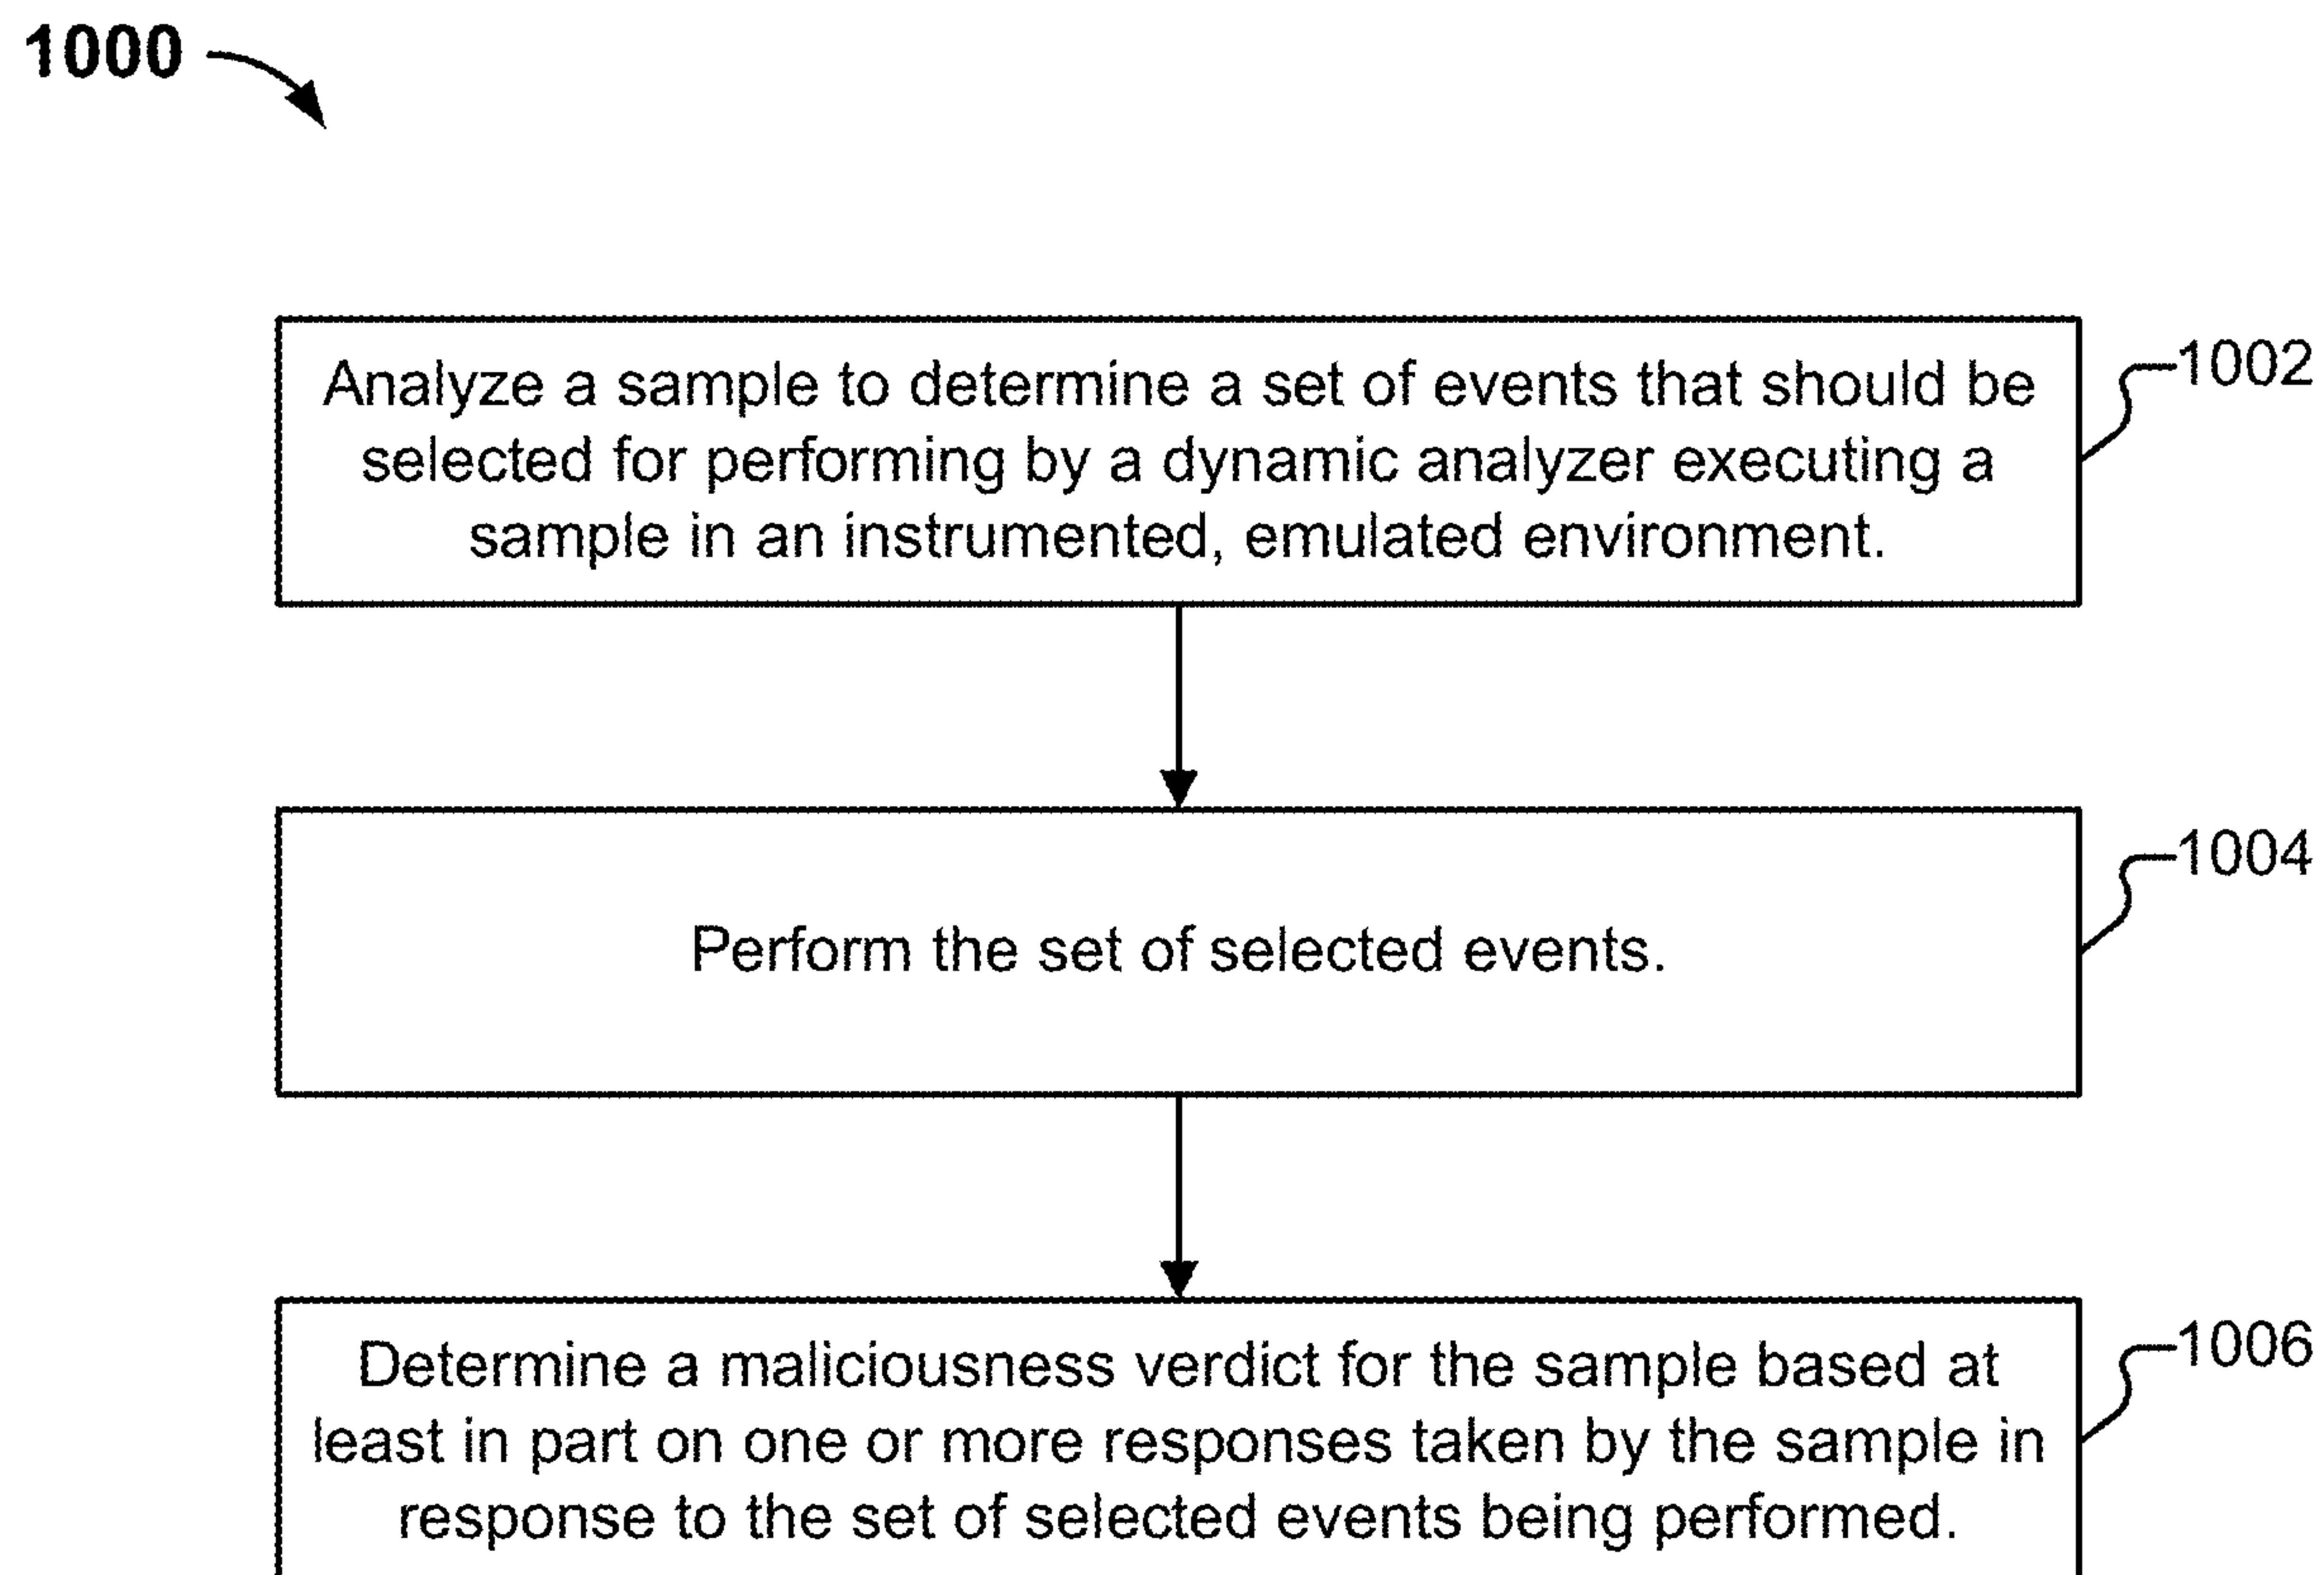 1000
Analyze a sample to determine a set of events that should be
selected for performing by a dynamic analyzer executing a
sample in an instrumented, emulated environment.
1002
Perform the set of selected events.
1004
Determine a maliciousness verdict for the sample based at
least in part on one or more responses taken by the sample in
response to the set of selected events being performed.
1006